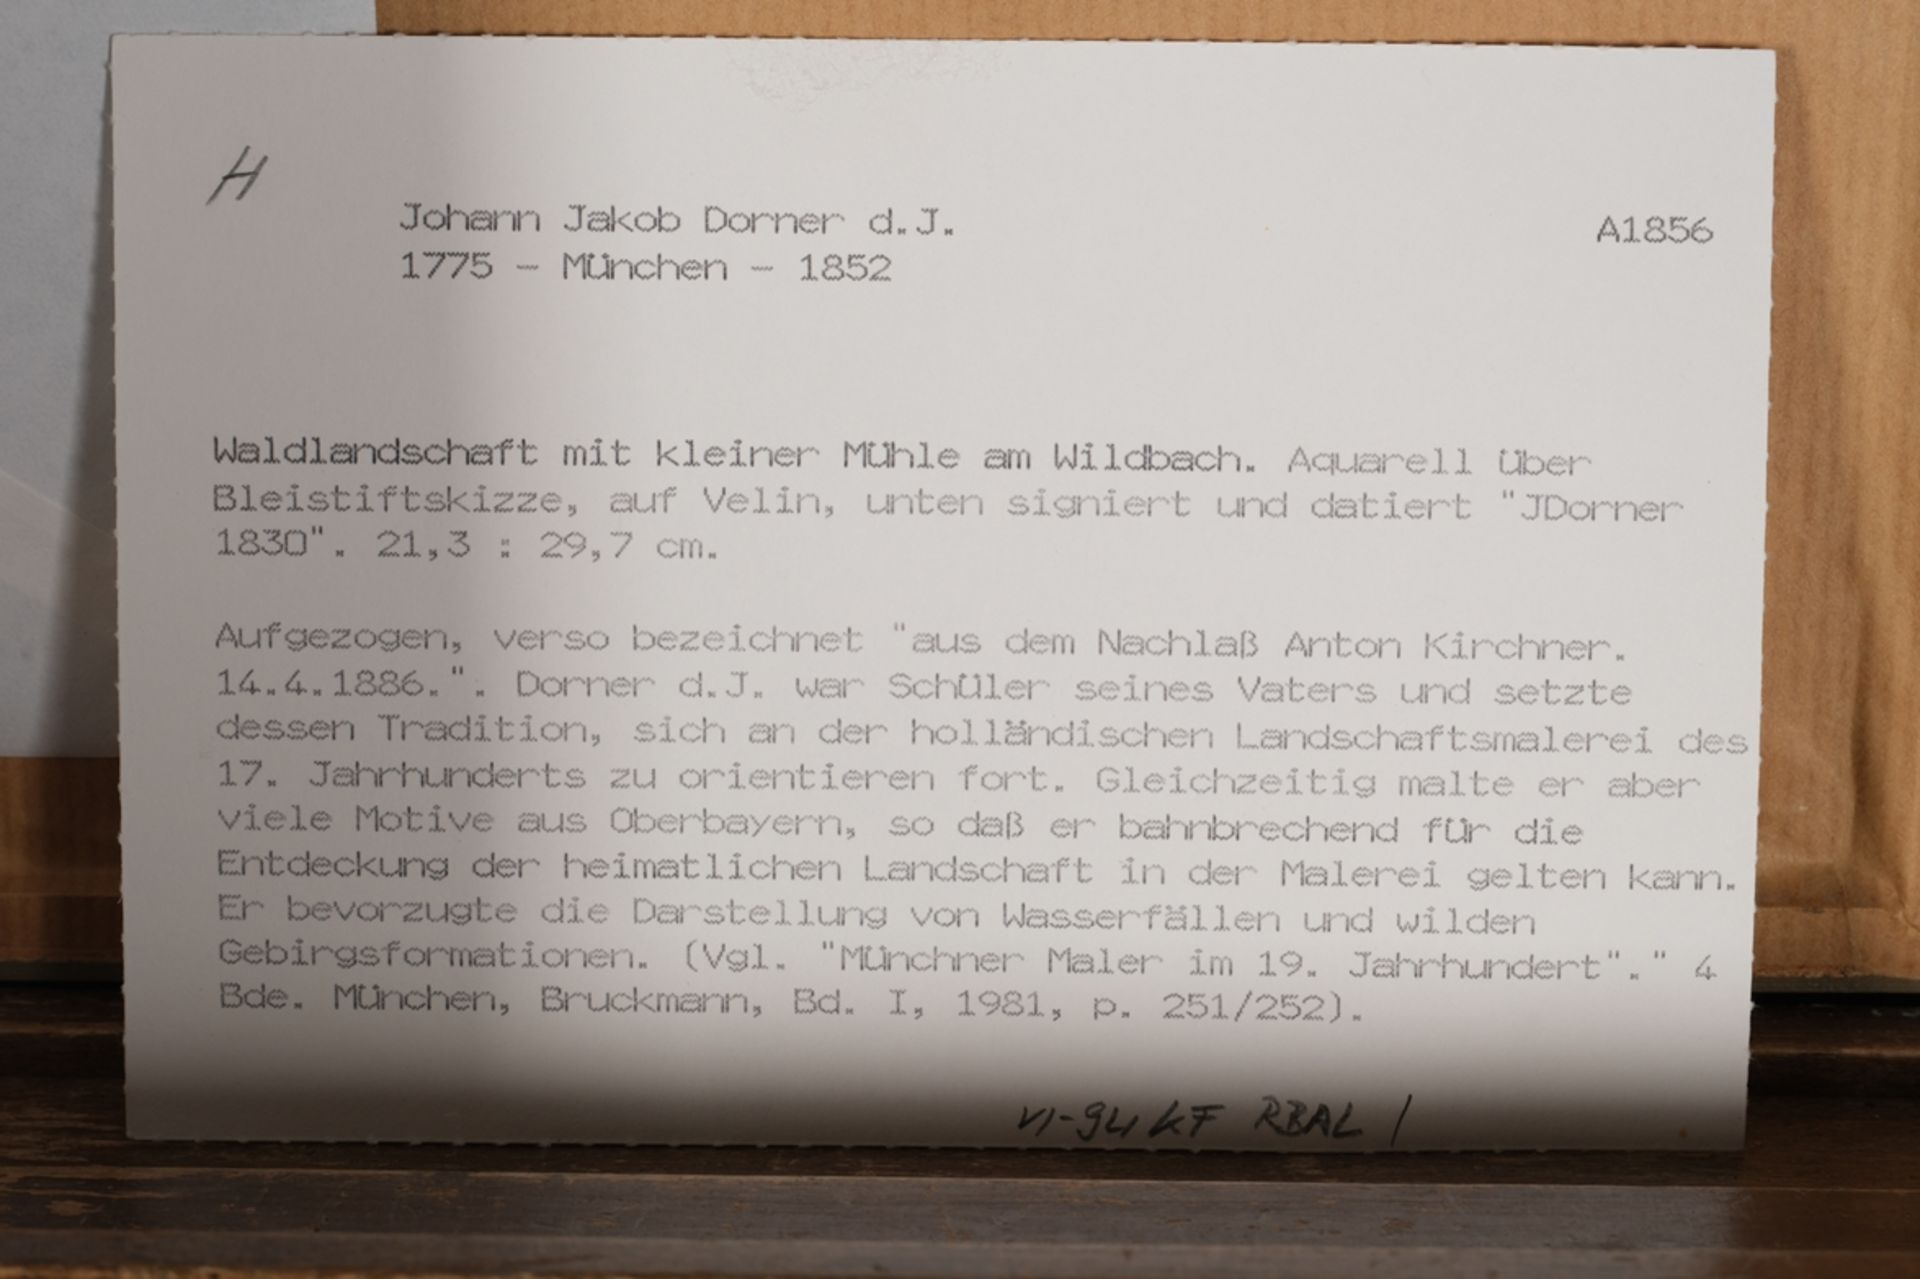 H
Johann Jakob Dorner d.J. A1856
1775 - München - 1852
Waldlandschaft mit kleiner Mühle am Wildbach. Aquarell über
Bleistiftskizze, auf Velin, unten signiert und datiert "JDorner
1830". 21,3 : 29,7 cm.
Aufgezogen, verso bezeichnet "aus dem Nachlaß Anton Kirchner.
14.4.1886.". Dorner d.J. war Schüler seines Vaters und setzte
dessen Tradition, sich an der holländischen Landschaftsmalerei des
17. Jahrhunderts zu orientieren fort. Gleichzeitig malte er aber
viele Motive aus Oberbayern, so daß er bahnbrechend für die
Entdeckung der heimatlichen Landschaft in der Malerei gelten kann.
Er bevorzugte die Darstellung von Wasserfällen und wilden
Gebirgsformationen. (Vgl. "Münchner Maler im 19. Jahrhundert"." 4
Bde. München, Bruckmann, Bd. I, 1981, p. 251/252).
VI-94 KF RBAL /